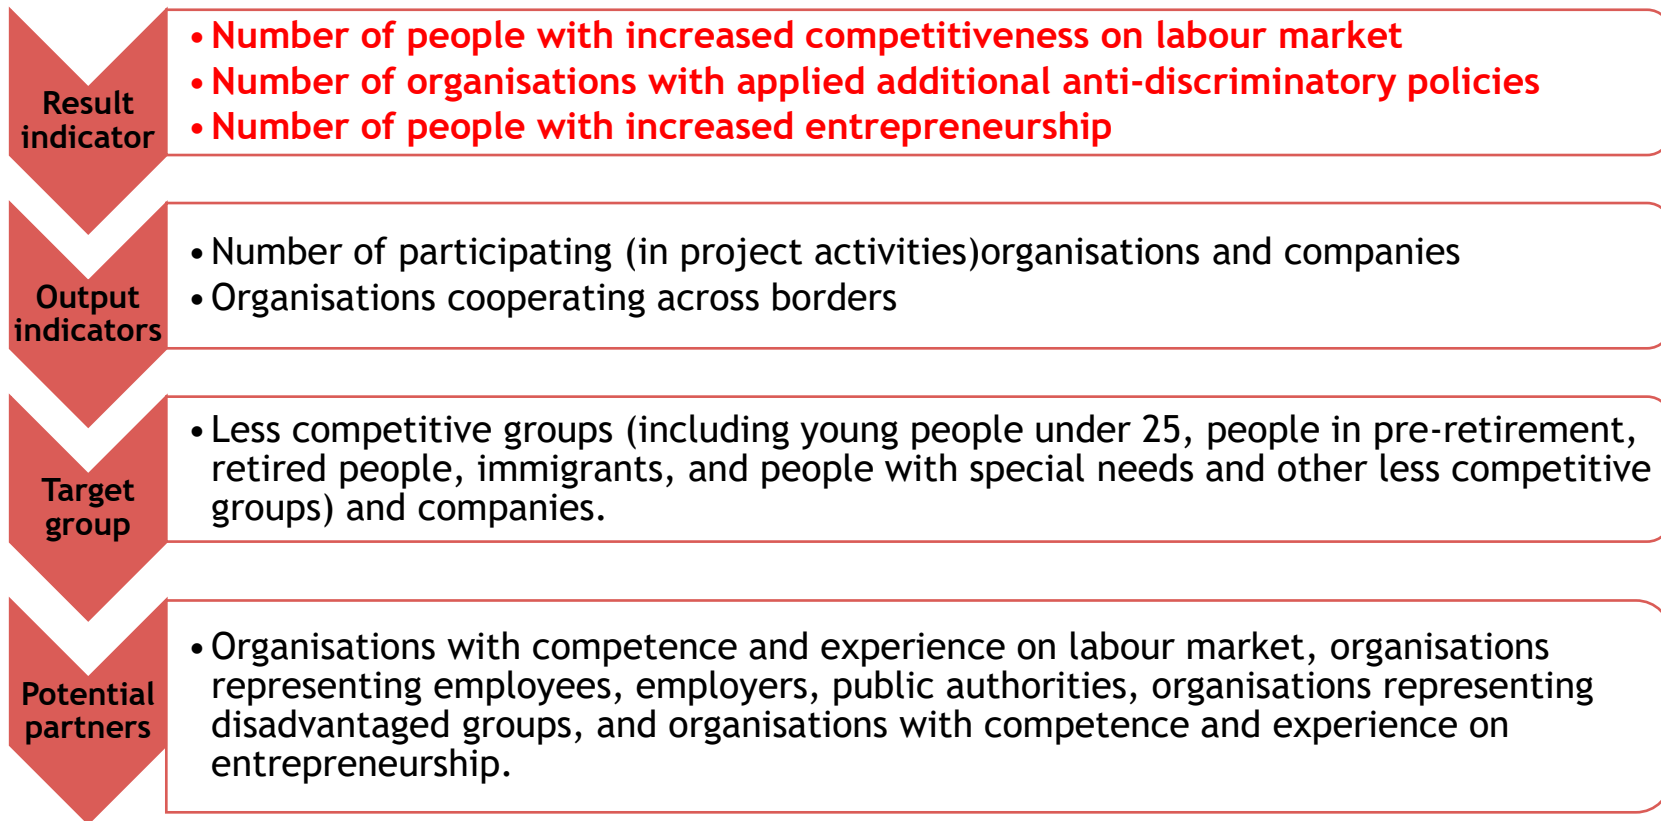 Result
indicator
• Number of people with increased competitiveness on labour market
• Number of organisations with applied additional anti-discriminatory policies
• Number of people with increased entrepreneurship
Output
indicators
• Number of participating (in project activities)organisations and companies
• Organisations cooperating across borders
Target
group
• Less competitive groups (including young people under 25, people in pre-retirement,
retired people, immigrants, and people with special needs and other less competitive
groups) and companies.
Potential
partners
• Organisations with competence and experience on labour market, organisations
representing employees, employers, public authorities, organisations representing
disadvantaged groups, and organisations with competence and experience on
entrepreneurship.